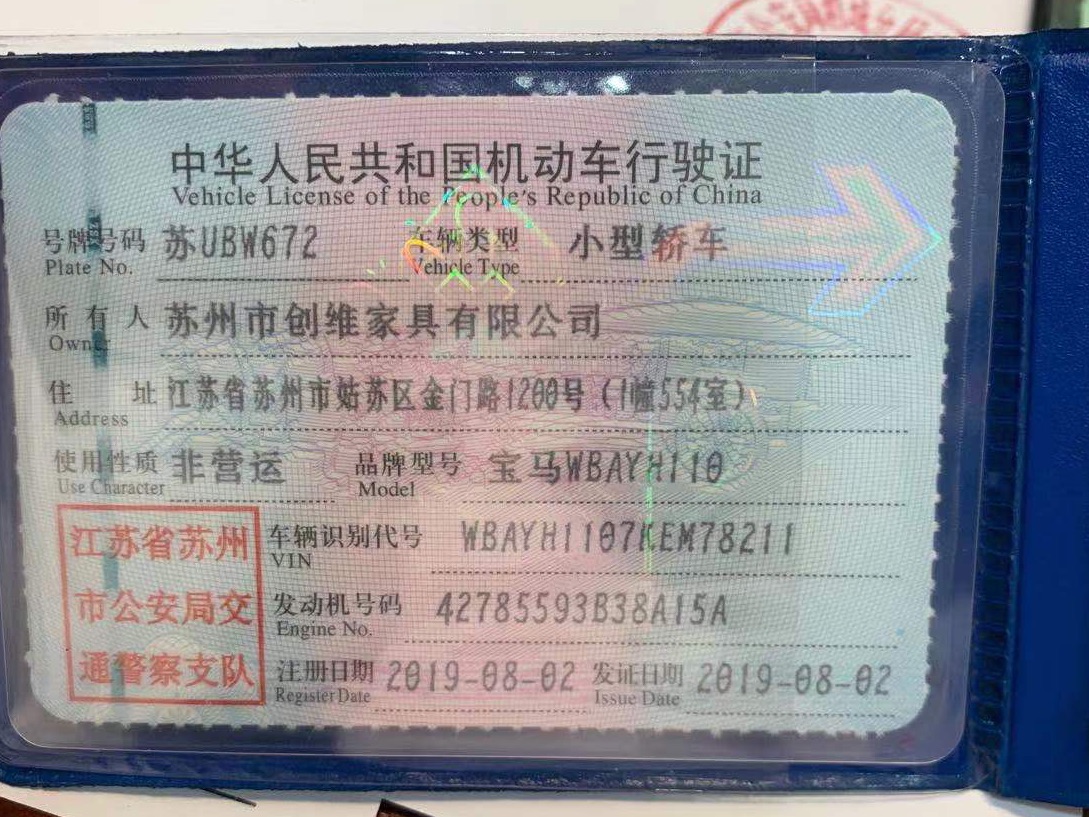 中华人民共和国机动车行驶证
Vehicle License of the People's Republic of China
号牌号码 苏UBW672 车辆类型 小型轿车
Plate No. Vehicle Type
所有人 苏州市创维家具有限公司
Owner
住址 江苏省苏州市姑苏区金门路1200号（1幢554室）
Address
使用性质 非营运 品牌型号 宝马WBAYH110
Use Character Model
江苏省苏州 车辆识别代号 WBAYH1107KEM78211
VIN
市公安局交 发动机号码 42785593B38A15A
Engine No.
通警察支队 注册日期 2019-08-02 发证日期 2019-08-02
Register Date Issue Date